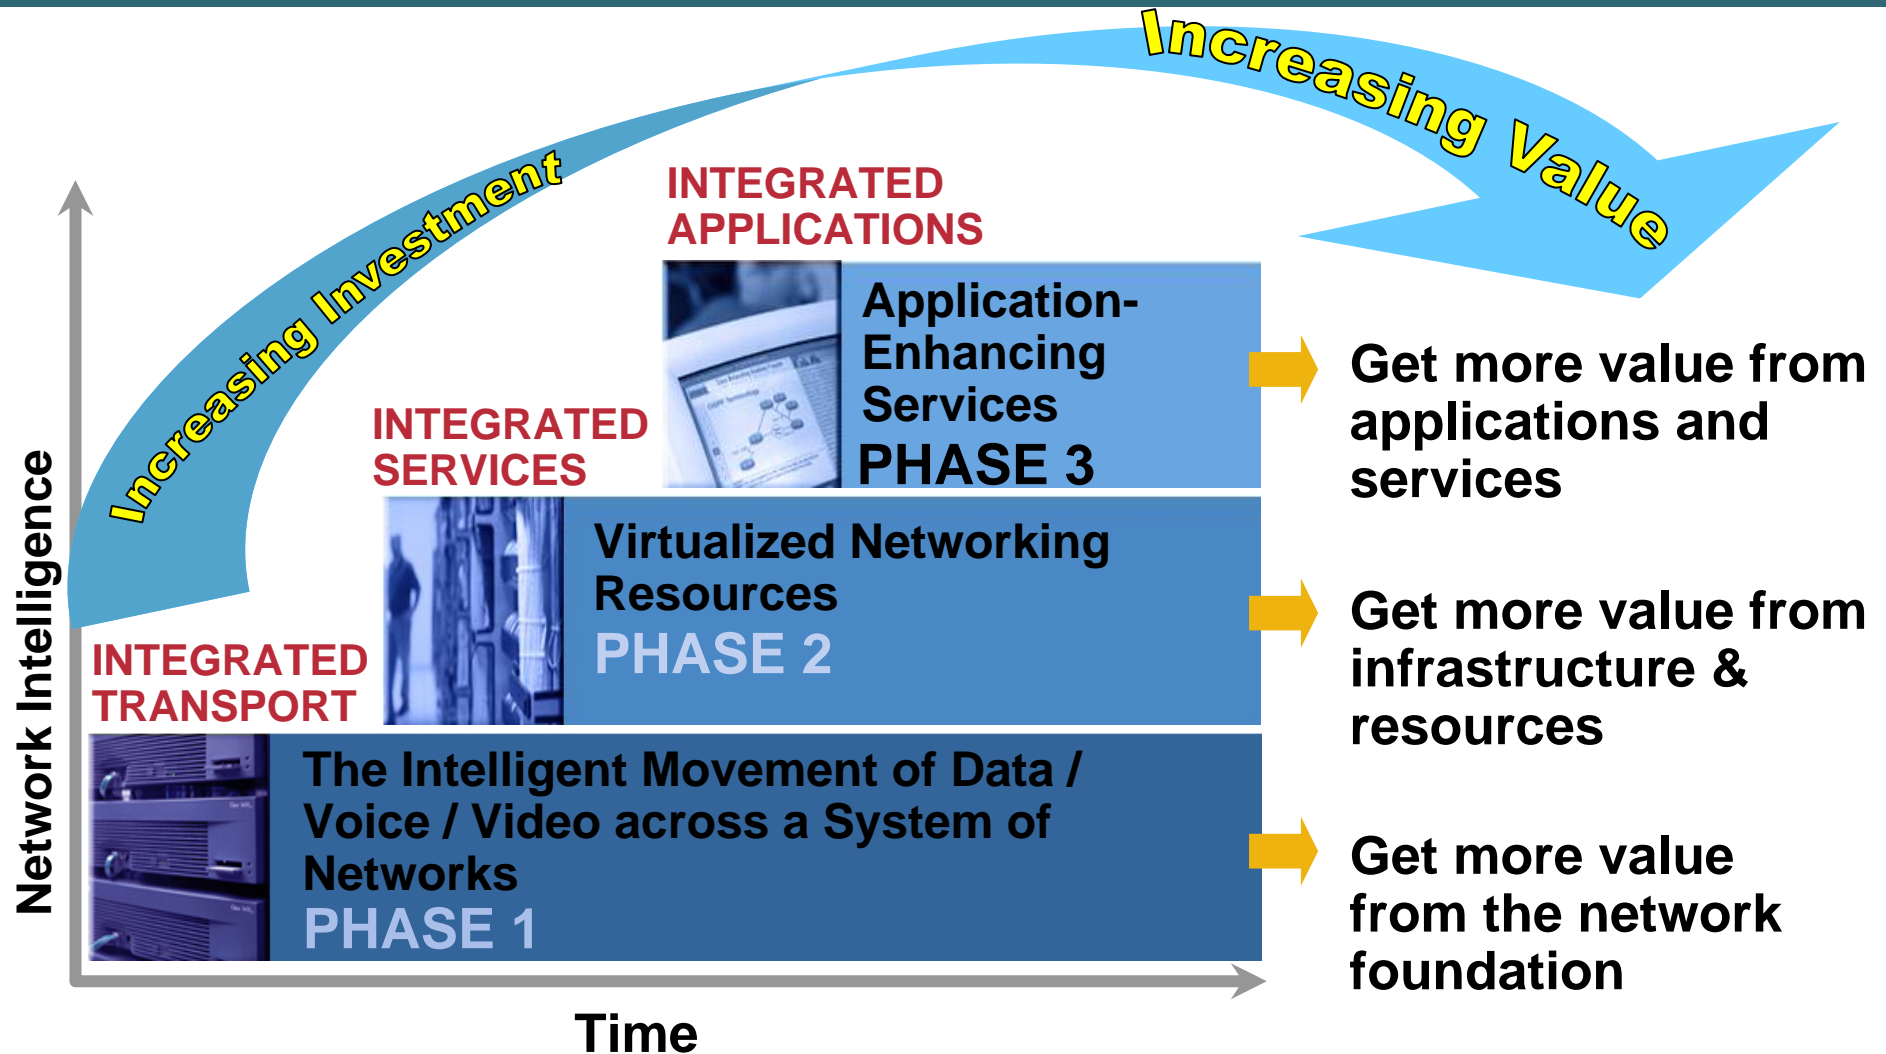 Increasing Investment
Increasing Value
INTEGRATED
APPLICATIONS
Application-
Enhancing
Services
PHASE 3
Get more value from
applications and
services
INTEGRATED
SERVICES
Virtualized Networking
Resources
PHASE 2
Get more value from
infrastructure &
resources
INTEGRATED
TRANSPORT
The Intelligent Movement of Data /
Voice / Video across a System of
Networks
PHASE 1
Get more value
from the network
foundation
Network Intelligence
Time